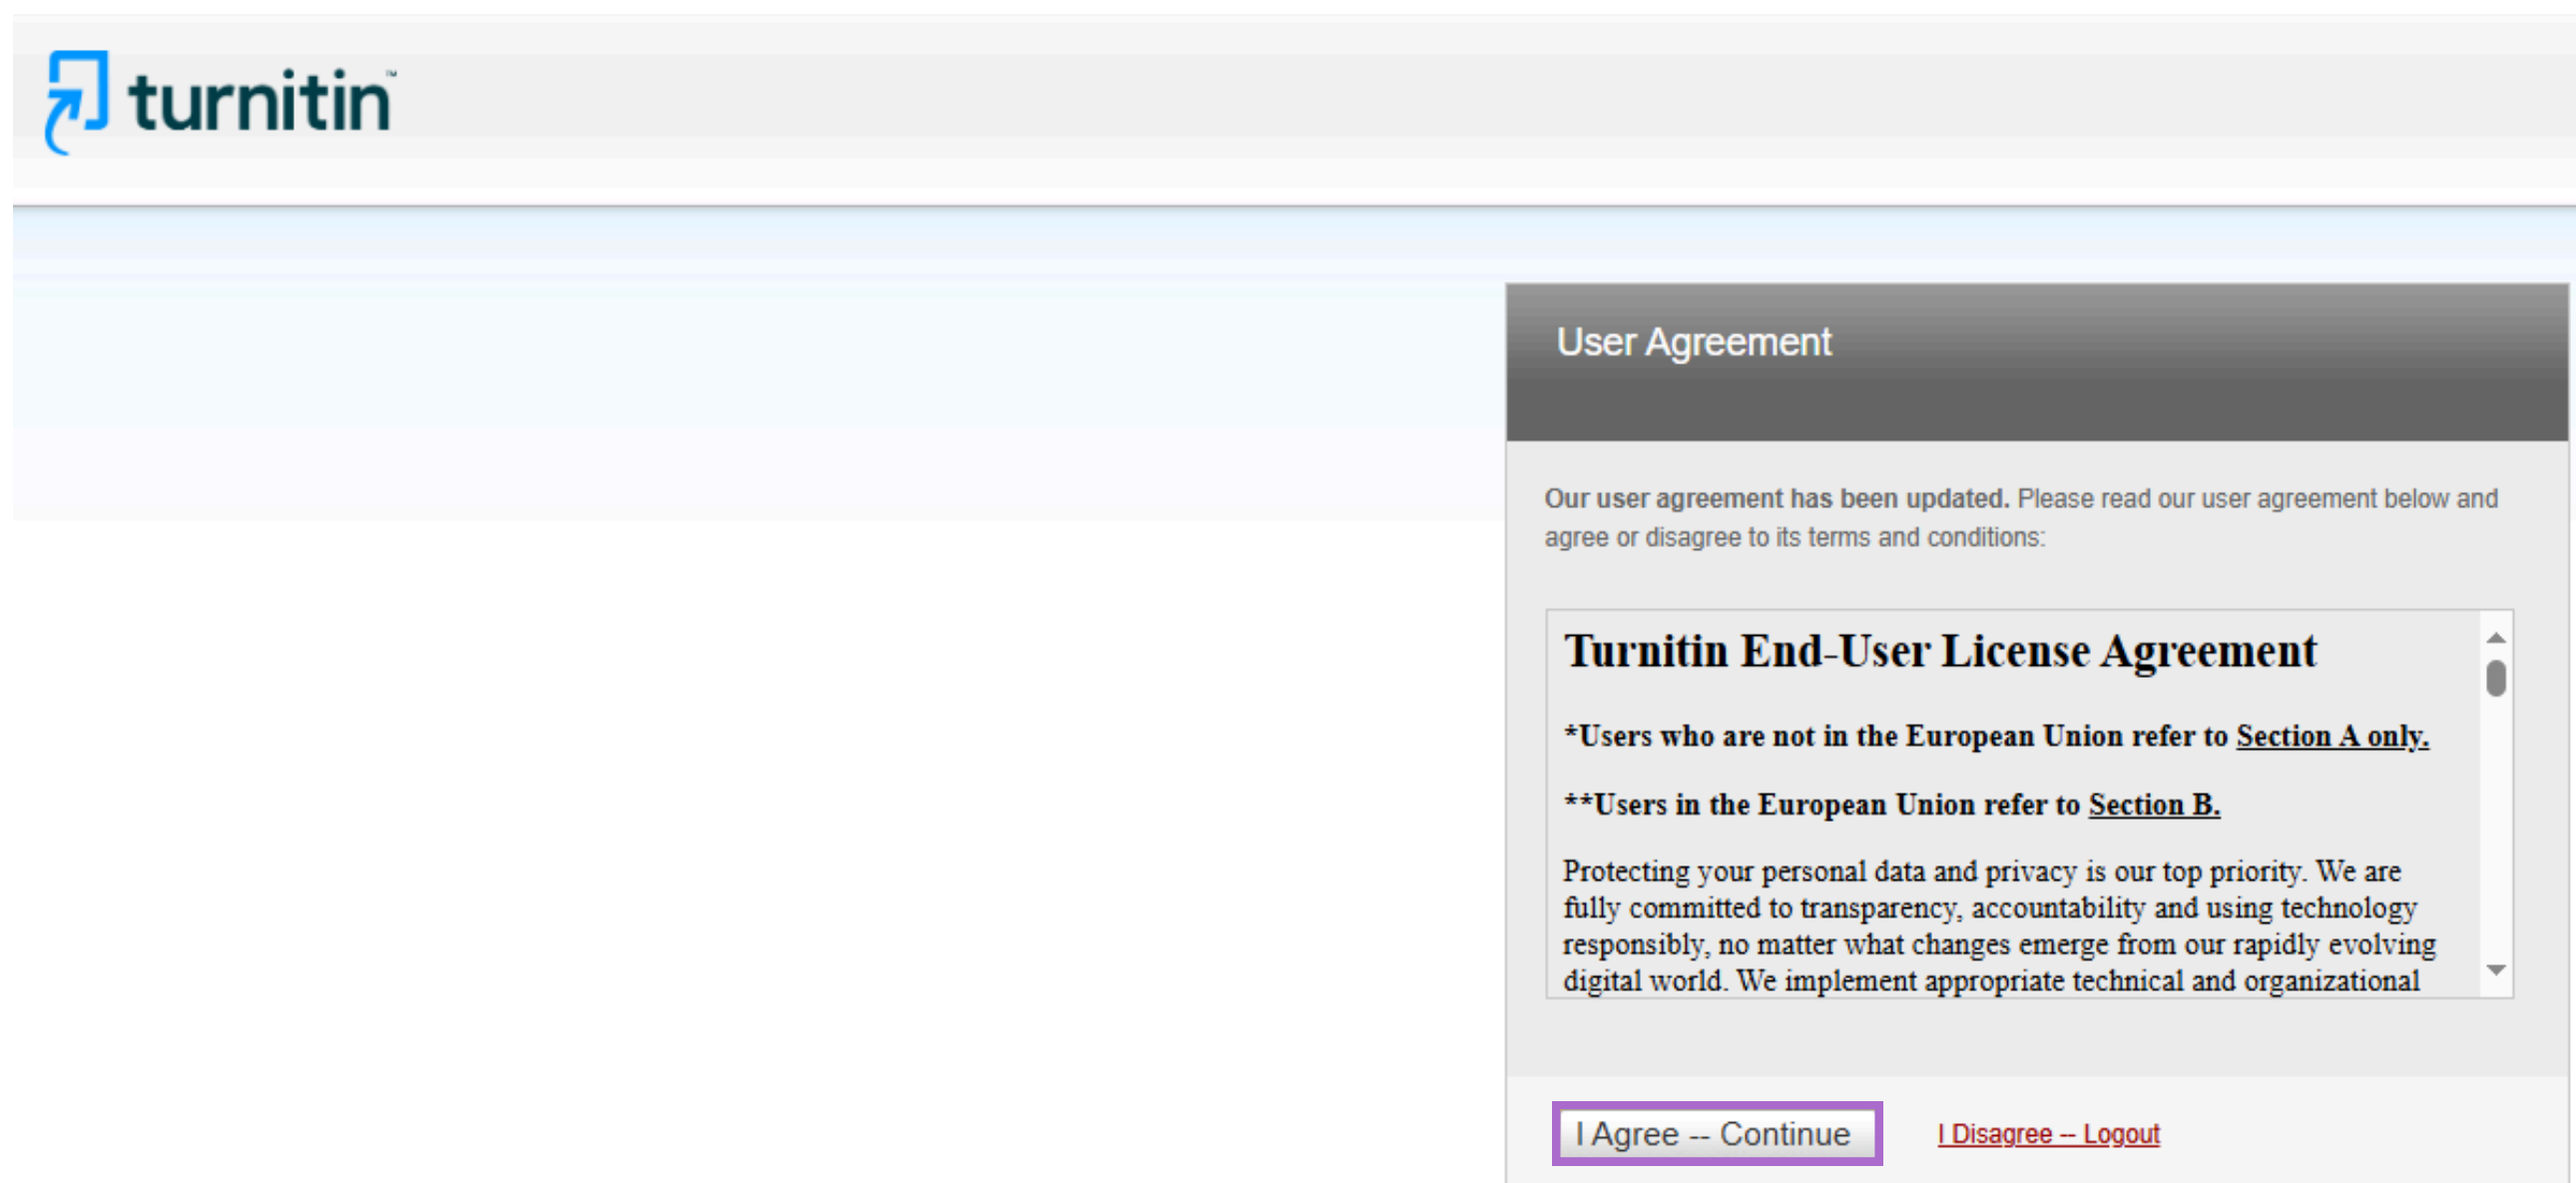 turnitin™
User Agreement
Our user agreement has been updated. Please read our user agreement below and
agree or disagree to its terms and conditions:
Turnitin End-User License Agreement
*Users who are not in the European Union refer to Section A only.
**Users in the European Union refer to Section B.
Protecting your personal data and privacy is our top priority. We are
fully committed to transparency, accountability and using technology
responsibly, no matter what changes emerge from our rapidly evolving
digital world. We implement appropriate technical and organizational
I Agree -- Continue
I Disagree -- Logout